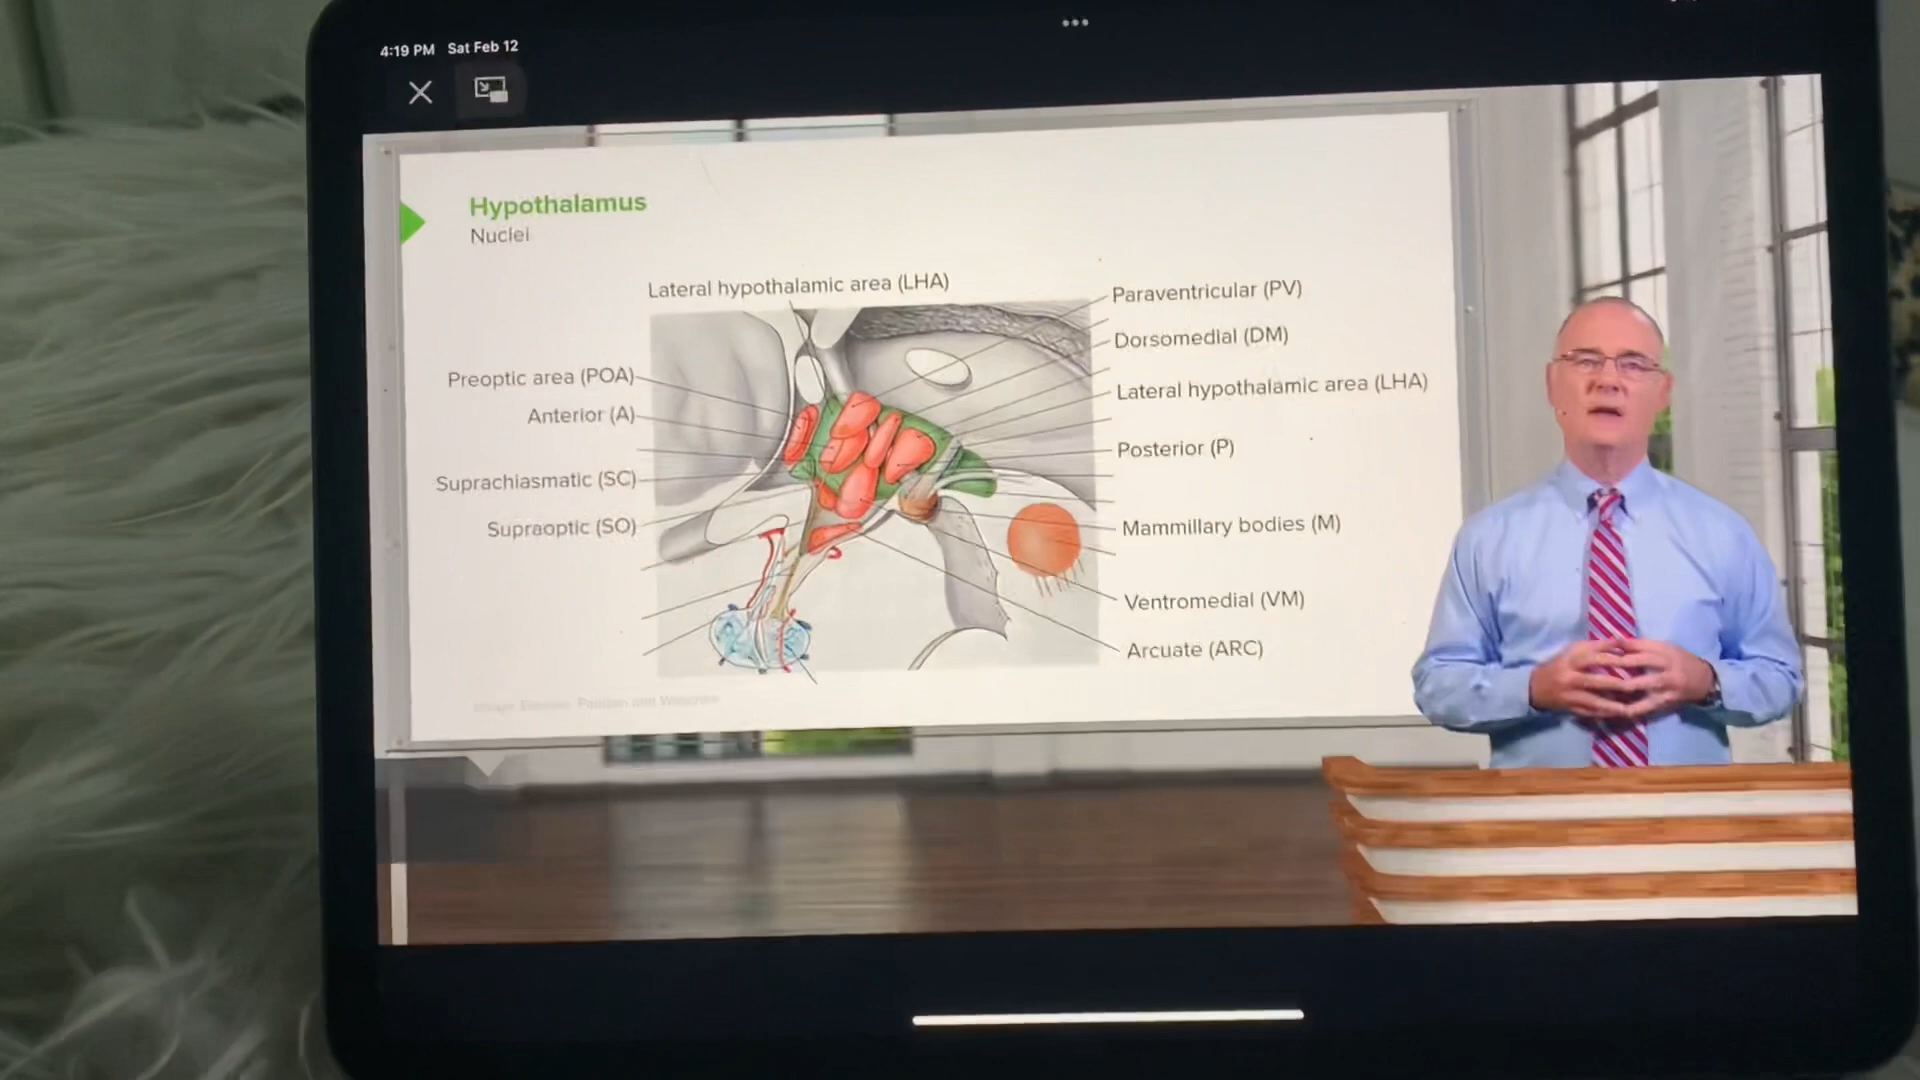 4:19 PM Sat Feb 12
Hypothalamus
Nuclei
Lateral hypothalamic area (LHA)
Preoptic area (POA)
Anterior (A)
Suprachiasmatic (SC)
Supraoptic (SO)
Paraventricular (PV)
Dorsomedial (DM)
Lateral hypothalamic area (LHA)
Posterior (P)
Mammillary bodies (M)
Ventromedial (VM)
Arcuate (ARC)